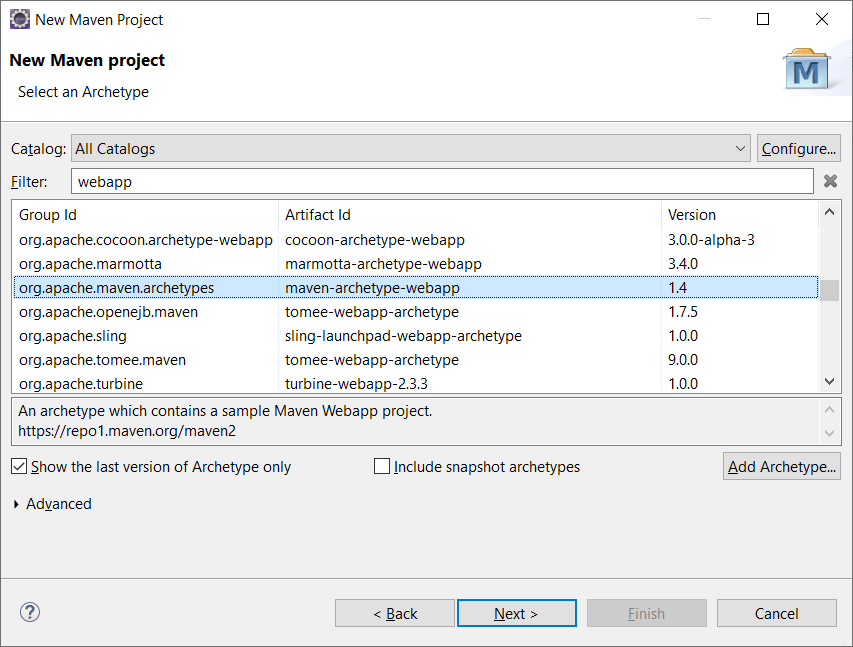 New Maven Project
New Maven project
Select an Archetype
M
Catalog: All Catalogs Configure...
Filter: webapp
Group Id Artifact Id Version
org.apache.cocoon.archetype-webapp cocoon-archetype-webapp 3.0.0-alpha-3
org.apache.marmotta marmotta-archetype-webapp 3.4.0
org.apache.maven.archetypes maven-archetype-webapp 1.4
org.apache.openejb.maven tomee-webapp-archetype 1.7.5
org.apache.sling sling-launchpad-webapp-archetype 1.0.0
org.apache.tomee.maven tomee-webapp-archetype 9.0.0
org.apache.turbine turbine-webapp-2.3.3 1.0.0
An archetype which contains a sample Maven Webapp project.
https://repo1.maven.org/maven2
Show the last version of Archetype only Include snapshot archetypes Add Archetype...
Advanced
? < Back Next > Finish Cancel